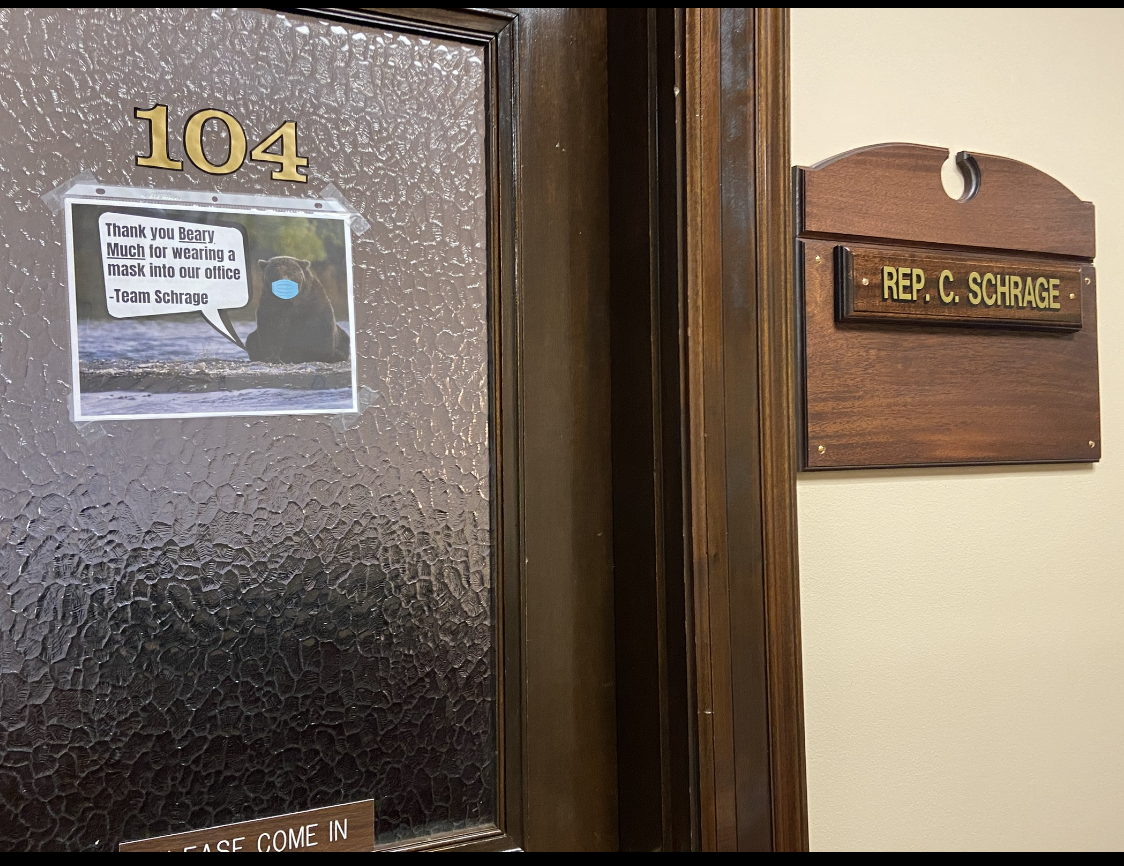 104
Thank you Beary
Much for wearing a
mask into our office
-Team Schrage
REP. C. SCHRAGE
COME IN